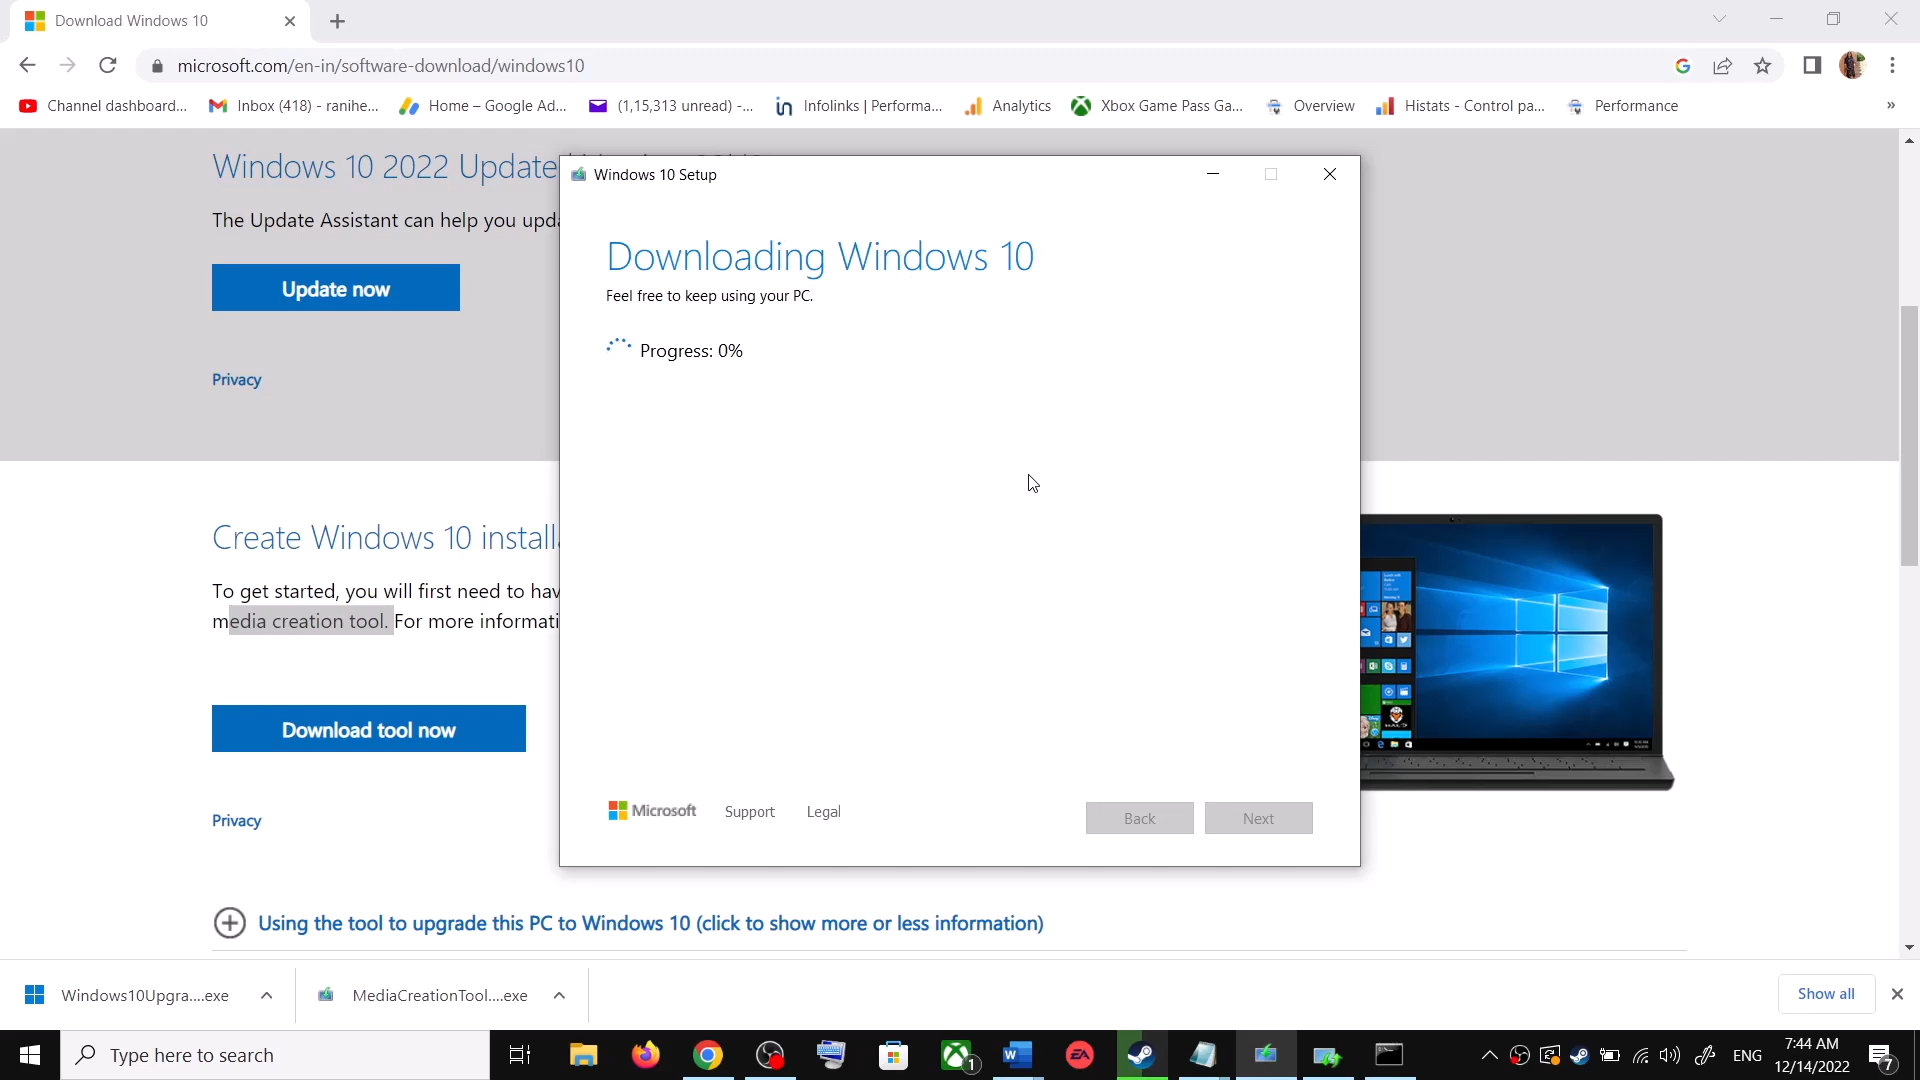 Download Windows 10
microsoft.com/en-in/software-download/windows10
Channel dashboard...
Inbox (418) - ranihe...
Home – Google Ad...
(1,15,313 unread) -...
Infolinks | Performa...
Analytics
Xbox Game Pass Ga...
Overview
Histats - Control pa...
Performance
»
Windows 10 2022 Update
The Update Assistant can help you upda
Update now
Privacy
Windows 10 Setup
Downloading Windows 10
Feel free to keep using your PC.
Progress: 0%
Microsoft
Support
Legal
Back
Next
Create Windows 10 installa
To get started, you will first need to hav
media creation tool. For more informati
Download tool now
Privacy
Using the tool to upgrade this PC to Windows 10 (click to show more or less information)
Windows10Upgra....exe
MediaCreationTool....exe
Show all
Type here to search
1
ENG
7:44 AM
12/14/2022
7